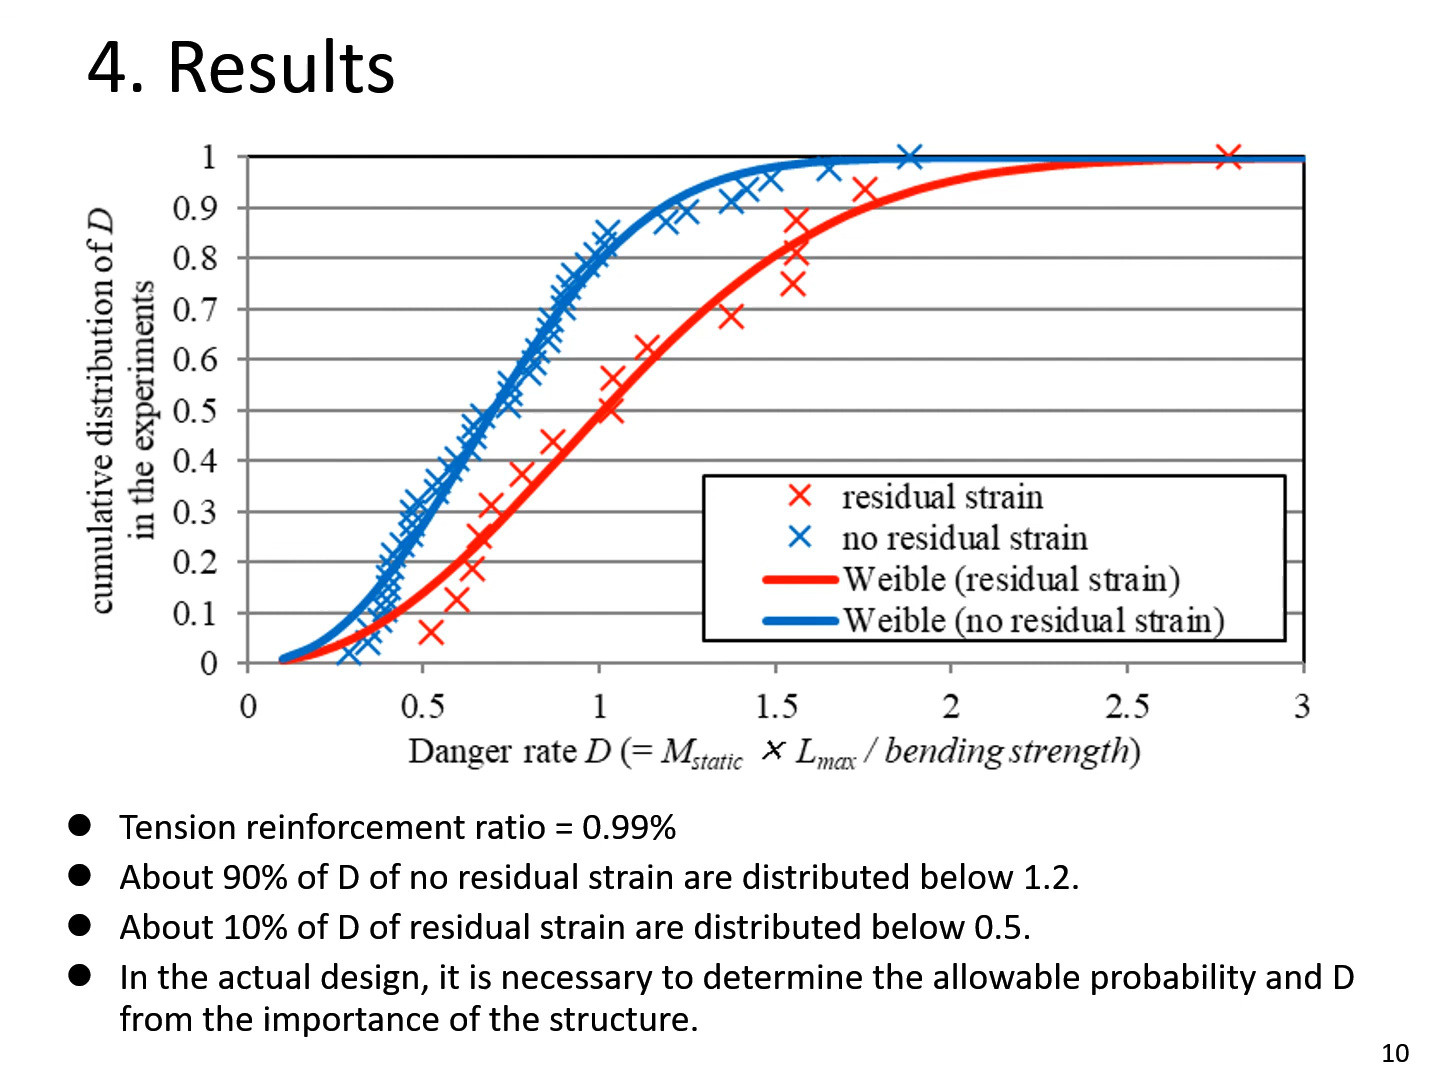 4. Results
cumulative distribution of D
in the experiments
1
0.9
0.8
0.7
0.6
0.5
0.4
0.3
0.2
0.1
0
residual strain
no residual strain
Weible (residual strain)
Weible (no residual strain)
0 0.5 1 1.5 2 2.5 3
Danger rate D (= Mstatic × Lmax / bending strength)
● Tension reinforcement ratio = 0.99%
● About 90% of D of no residual strain are distributed below 1.2.
● About 10% of D of residual strain are distributed below 0.5.
● In the actual design, it is necessary to determine the allowable probability and D
from the importance of the structure.
10